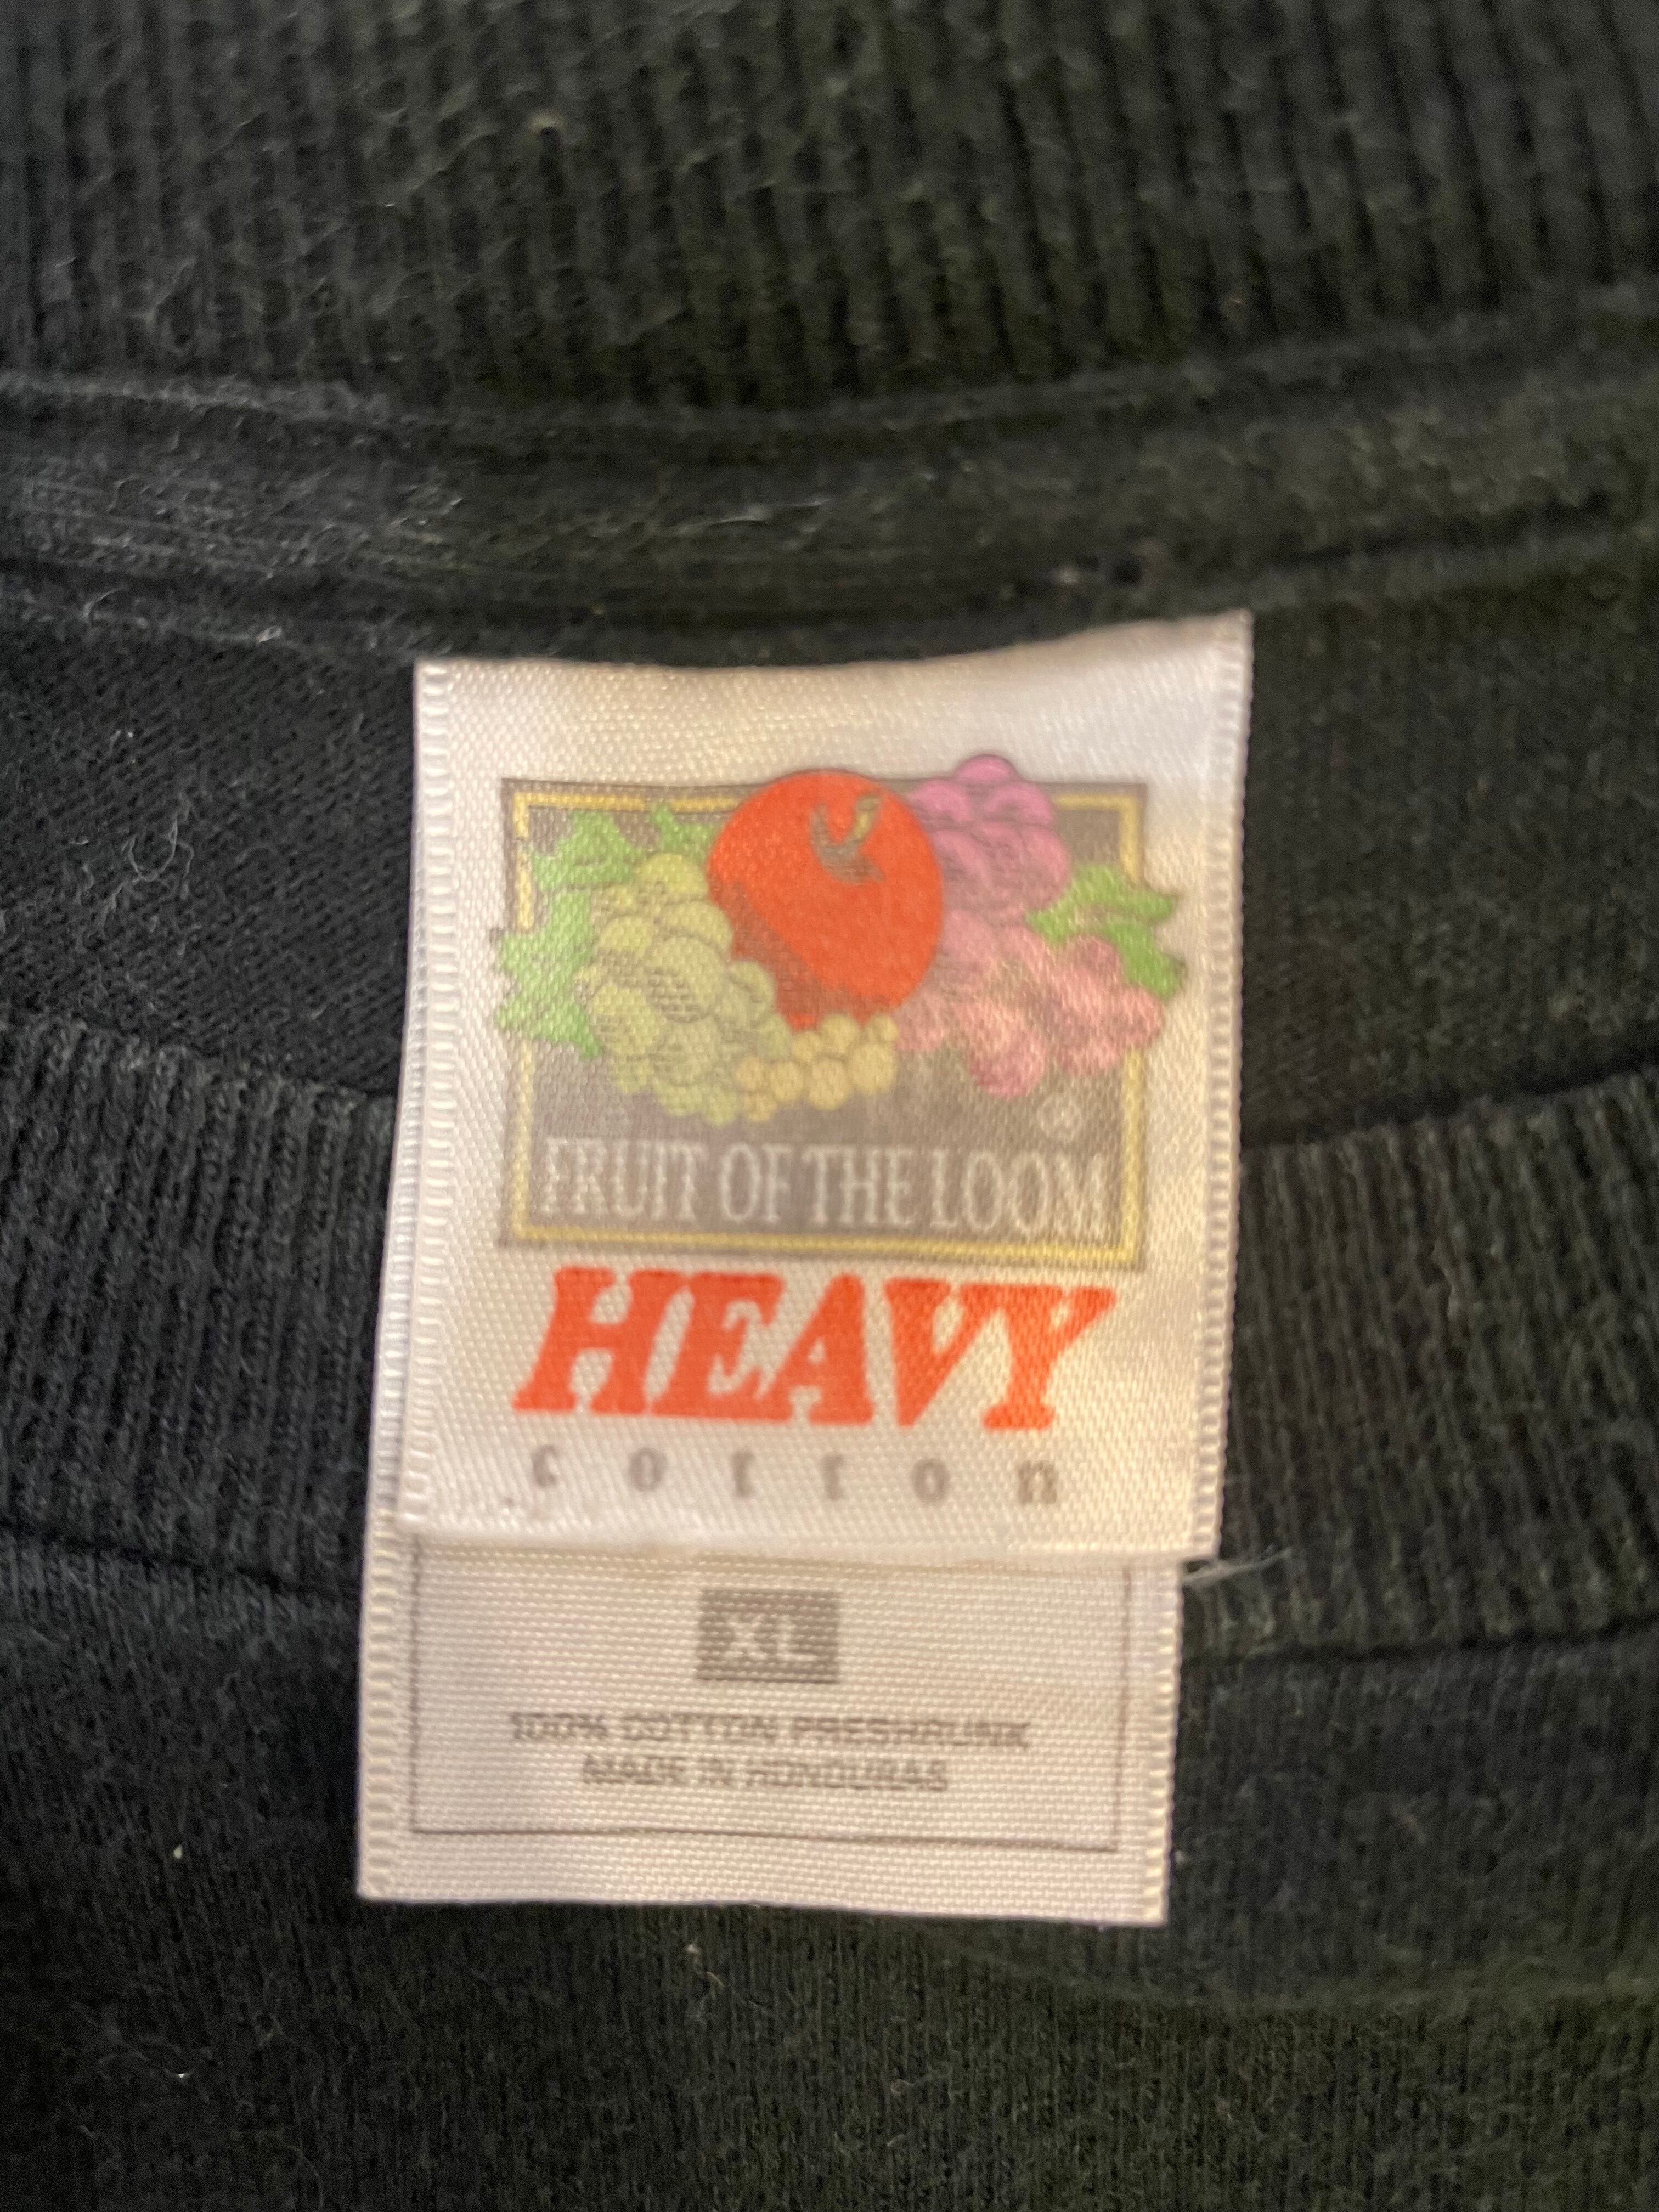 FRUIT OF THE LOOM
®
HEAVY
cotton
XL
100% COTTON PRESHRUNK
MADE IN HONDURAS